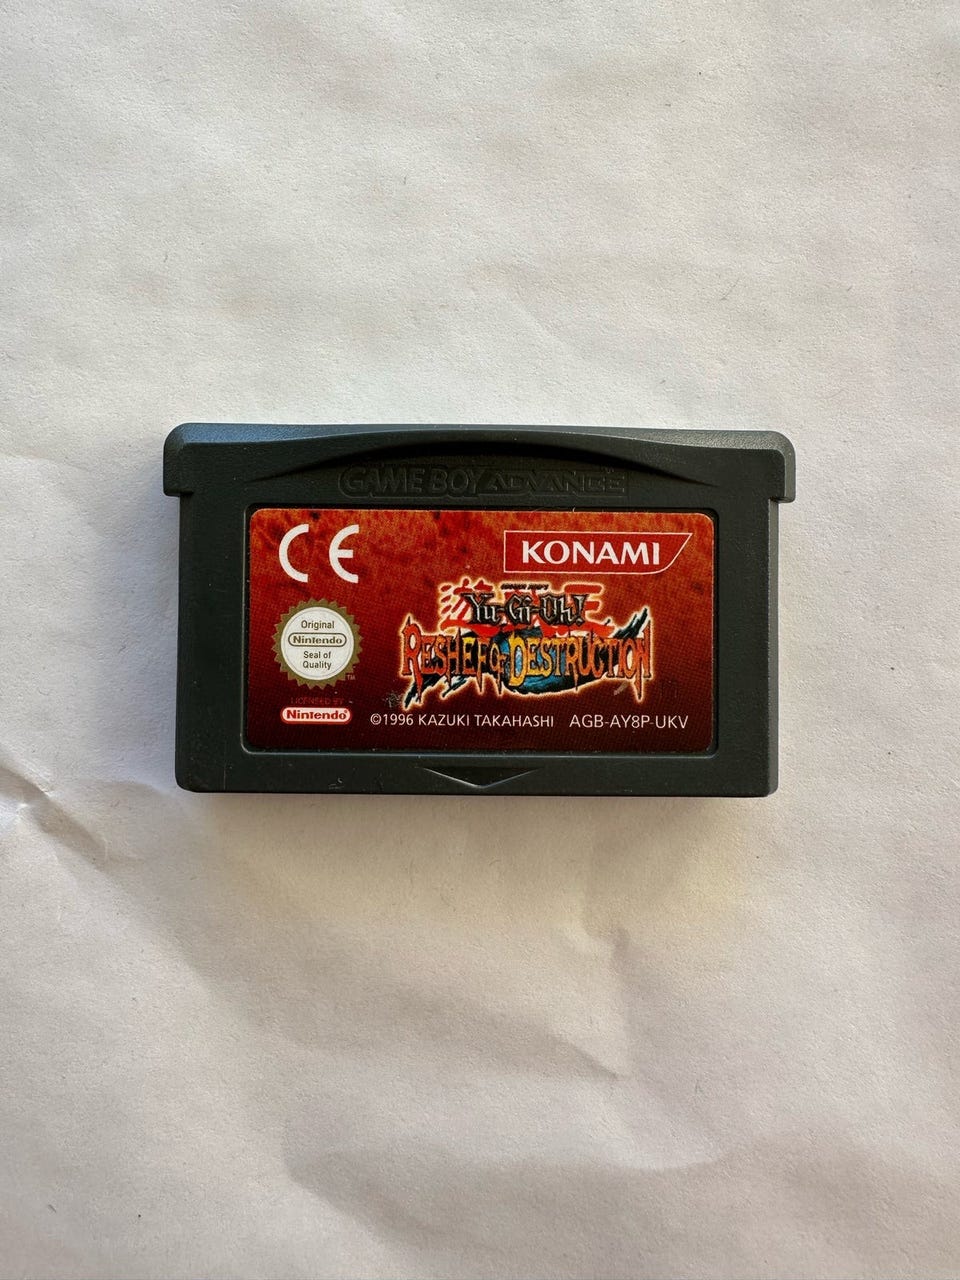 GAME BOY ADVANCE
CE
KONAMI
Yu-Gi-Oh!
RESHEF OF DESTRUCTION
Original
Nintendo
Seal of
Quality
TM
LICENSED BY
Nintendo®
©1996 KAZUKI TAKAHASHI AGB-AY8P-UKV